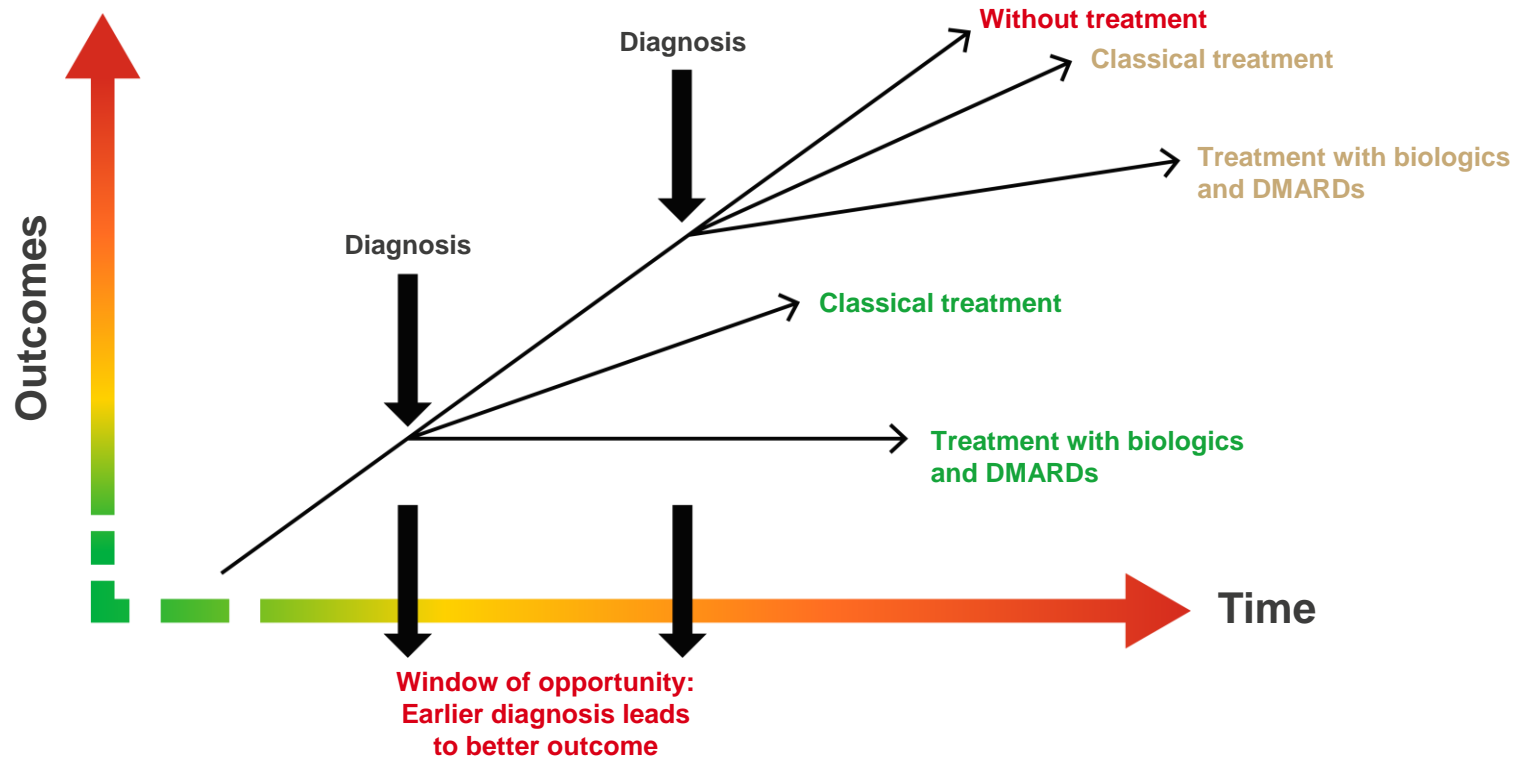 Without treatment
Diagnosis
Classical treatment
Treatment with biologics
and DMARDs
Outcomes
Diagnosis
Classical treatment
Treatment with biologics
and DMARDs
Time
Window of opportunity:
Earlier diagnosis leads
to better outcome